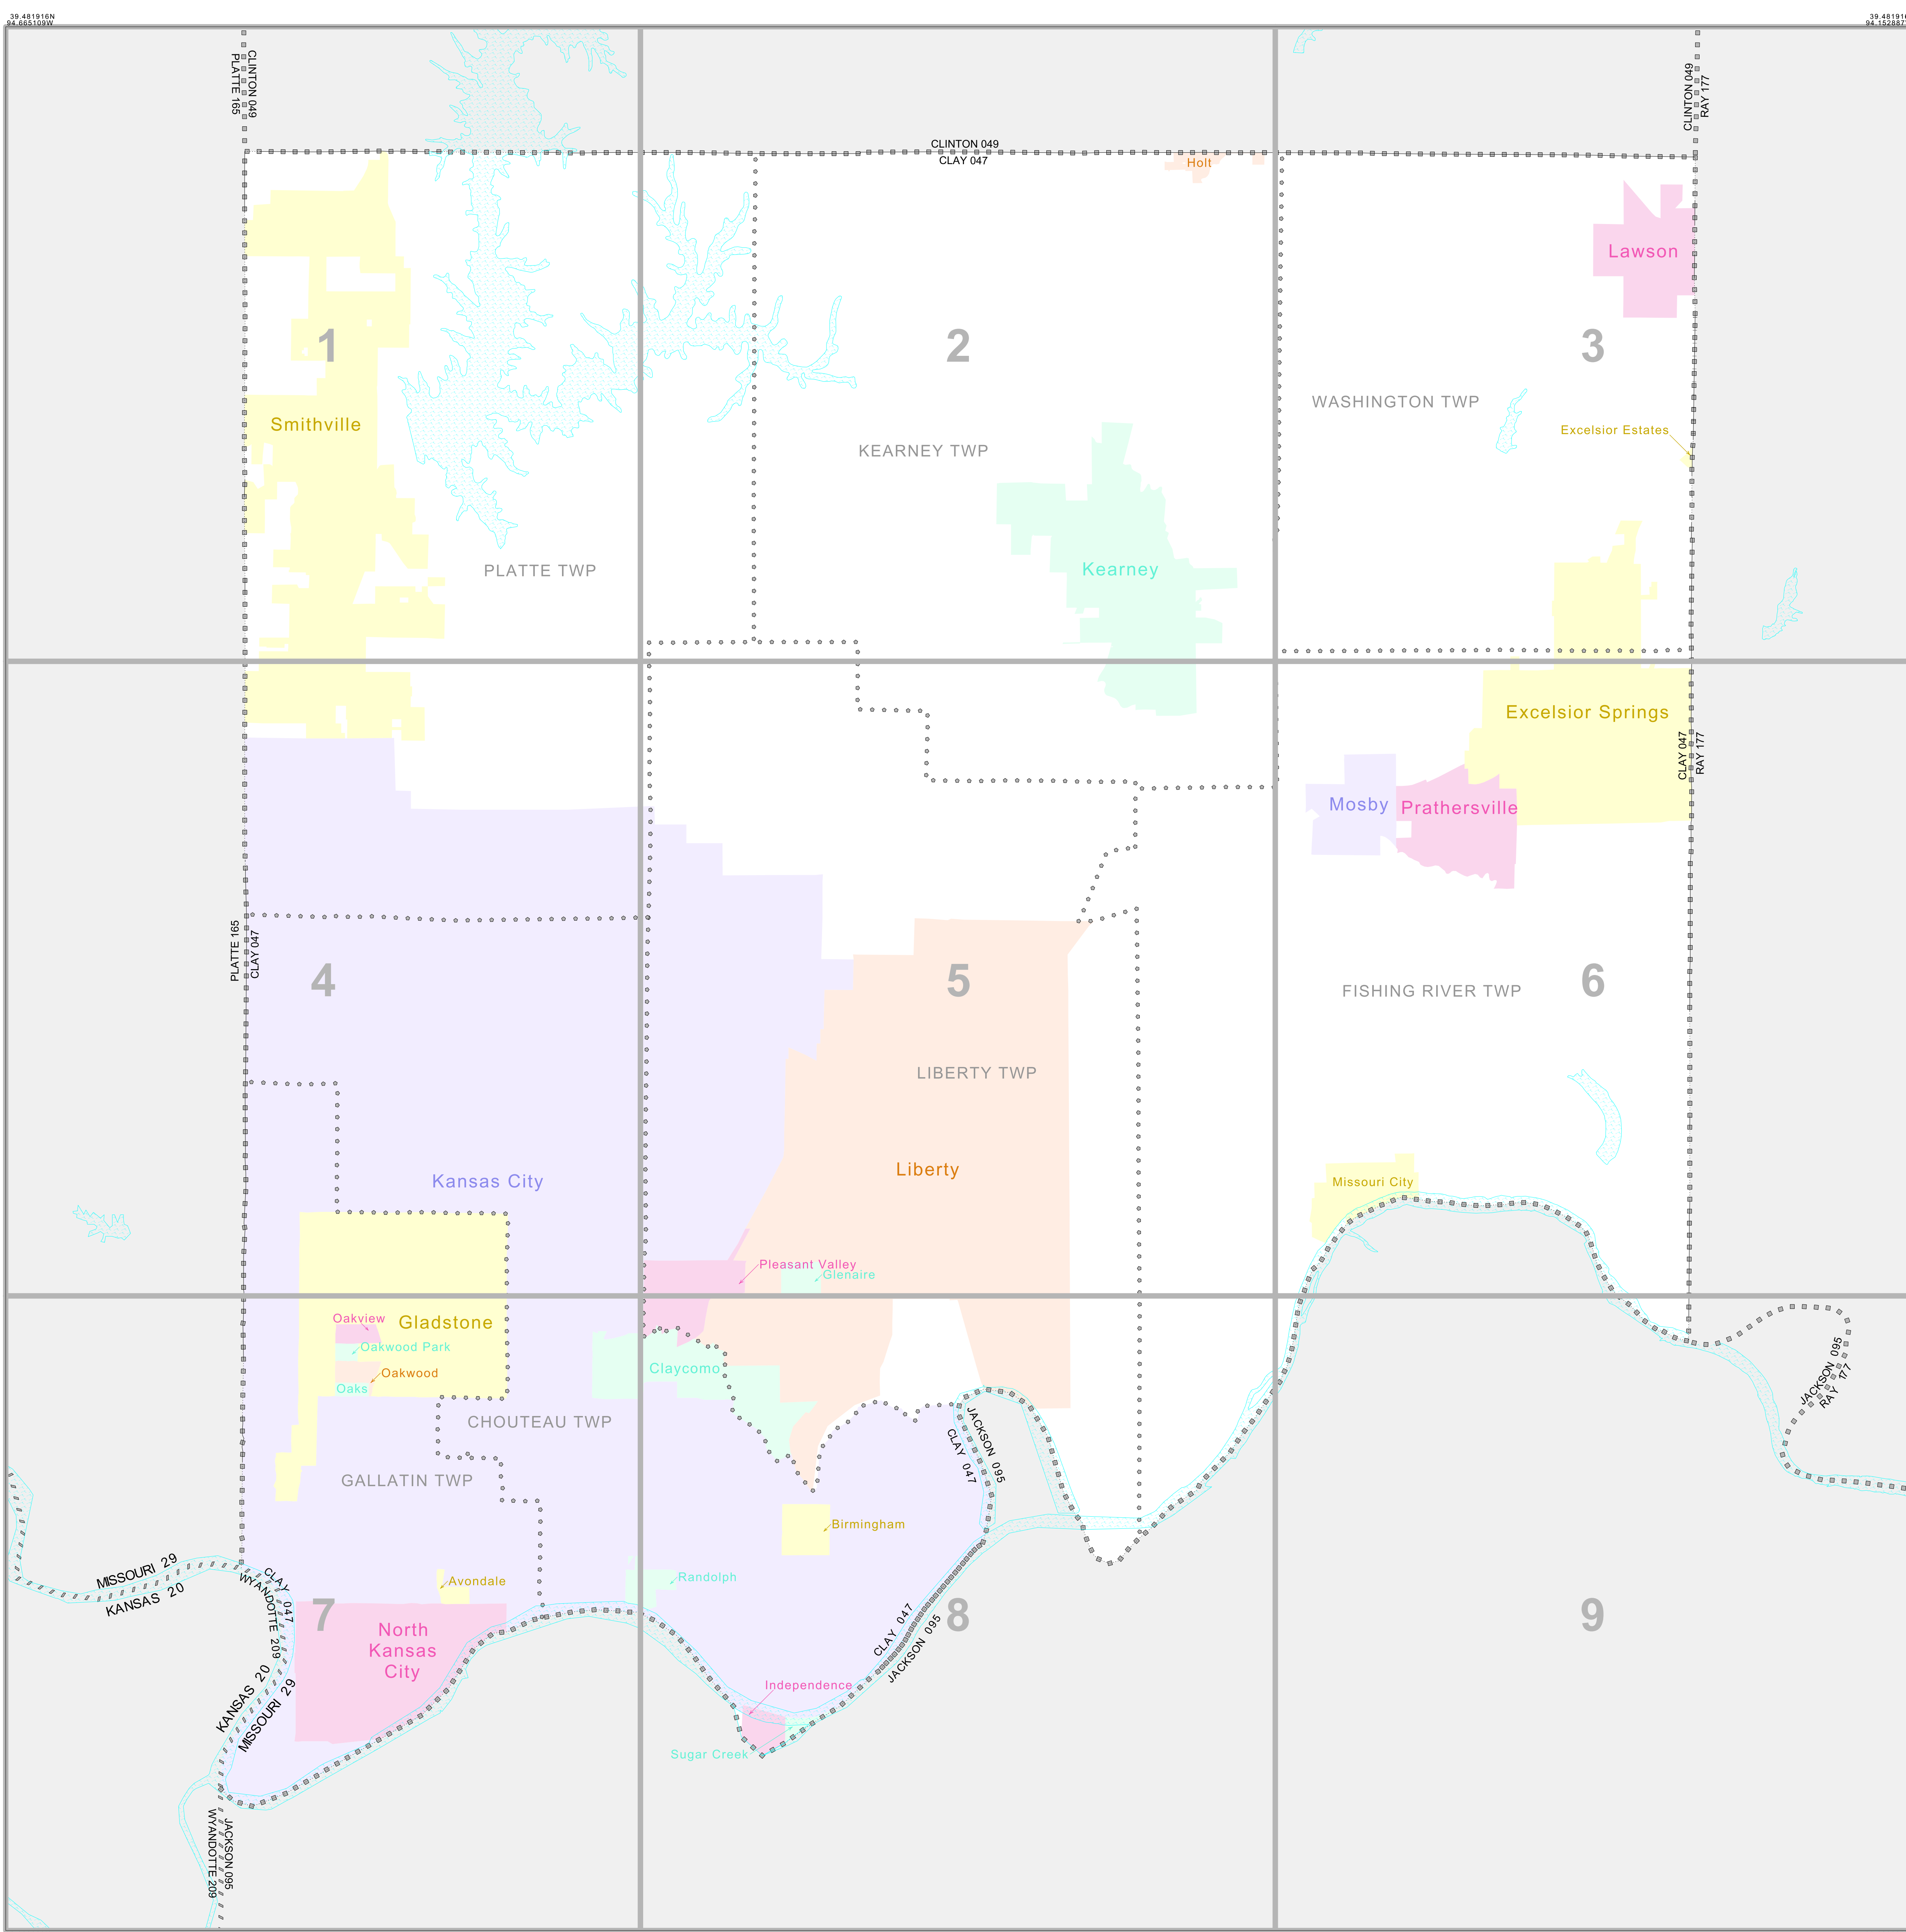 39.481916N
94.665109W
39.481916
94.152887
PLATTE 165
CLINTON 049
CLINTON 049
RAY 177
CLINTON 049
CLAY 047
Holt
Lawson
1
2
3
WASHINGTON TWP
Smithville
Excelsior Estates
KEARNEY TWP
PLATTE TWP
Kearney
Excelsior Springs
CLAY 047
RAY 177
Mosby
Prathersville
PLATTE 165
CLAY 047
4
5
6
FISHING RIVER TWP
LIBERTY TWP
Liberty
Kansas City
Missouri City
Pleasant Valley
Glenaire
Oakview
Gladstone
Oakwood Park
Oakwood
Oaks
Claycomo
JACKSON 095
RAY 177
CHOUTEAU TWP
JACKSON 095
CLAY 047
GALLATIN TWP
Birmingham
MISSOURI 29
KANSAS 20
CLAY 047
WYANDOTTE 209
Avondale
Randolph
7
8
9
North
Kansas
City
CLAY 047
JACKSON 095
KANSAS 20
MISSOURI 29
Independence
Sugar Creek
WYANDOTTE 209
JACKSON 095